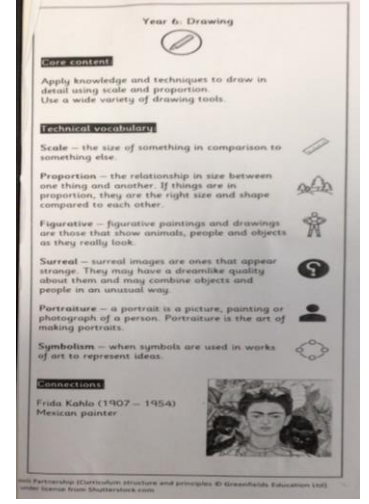 Year 6: Drawing
Core content:
Apply knowledge and techniques to draw in
detail using scale and proportion.
Use a wide variety of drawing tools.
Technical vocabulary:
Scale – the size of something in comparison to
something else.
Proportion – the relationship in size between
one thing and another. If things are in
proportion, they are the right size and shape
compared to each other.
Figurative – figurative paintings and drawings
are those that show animals, people and objects
as they really look.
Surreal – surreal images are ones that appear
strange. They may have a dreamlike quality
about them and may combine objects and
people in an unusual way.
Portraiture – a portrait is a picture, painting or
photograph of a person. Portraiture is the art of
making portraits.
Symbolism – when symbols are used in works
of art to represent ideas.
Connections:
Frida Kahlo (1907 – 1954)
Mexican painter
Partnership (Curriculum structure and principles © Greenfields Education Ltd)
under license from Shutterstock.com